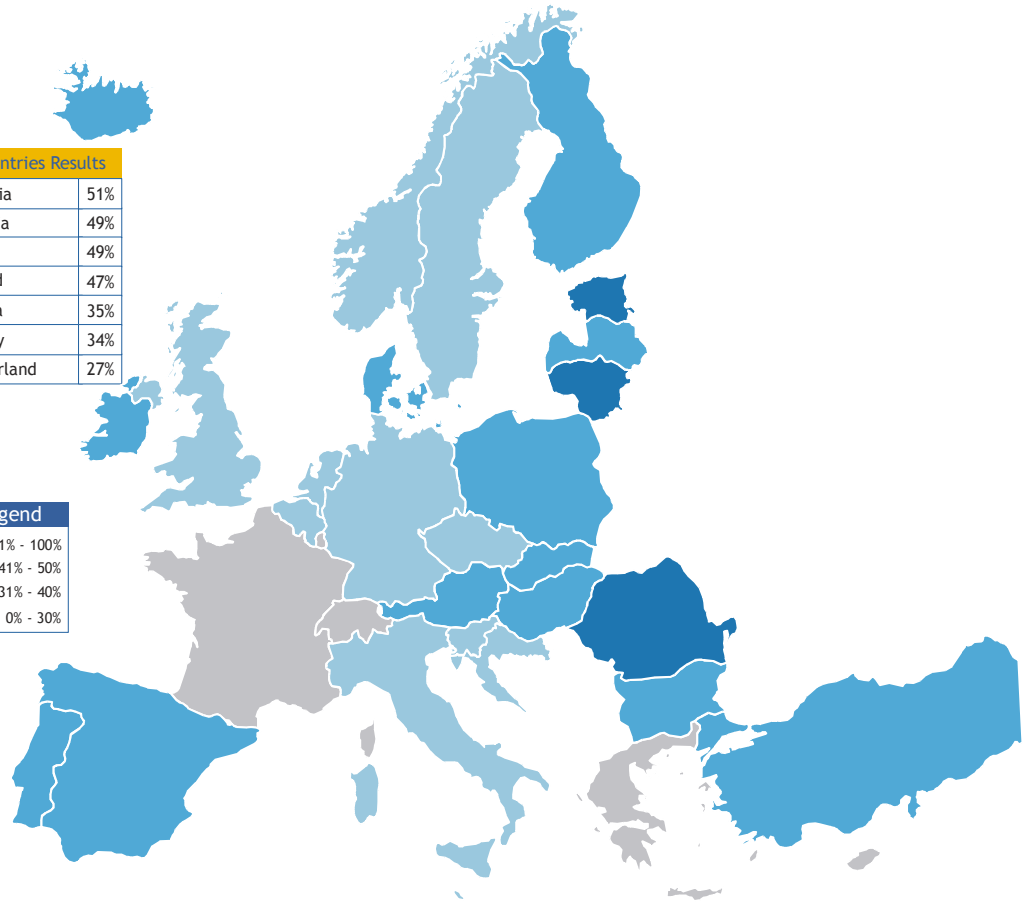 ntries Results
ia 51%
a 49%
49%
d 47%
a 35%
y 34%
rland 27%
gend
1% - 100%
41% - 50%
31% - 40%
0% - 30%